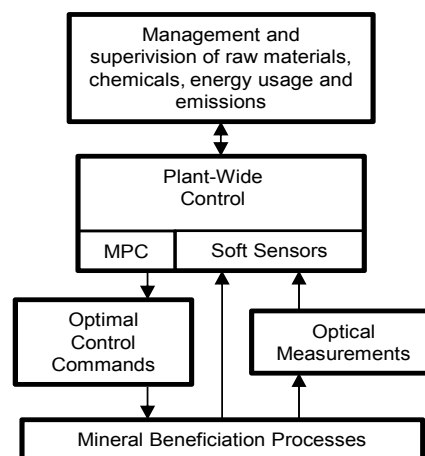 Management and
superivision of raw materials,
chemicals, energy usage and
emissions
Plant-Wide
Control
MPC
Soft Sensors
Optimal
Control
Commands
Optical
Measurements
Mineral Beneficiation Processes